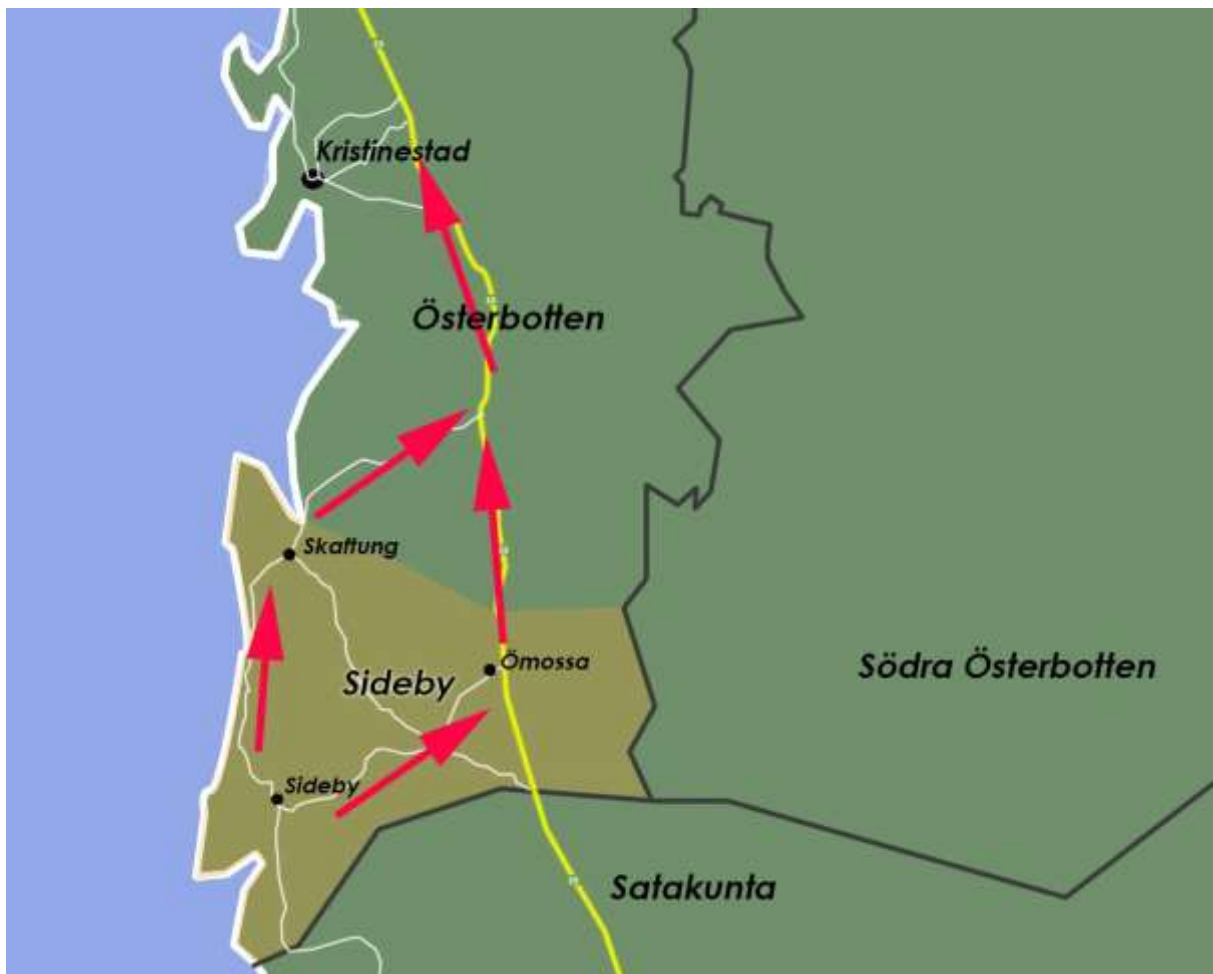 Kristinestad
Österbotten
Skaftung
Ömossa
Sideby
Södra Österbotten
Sideby
Satakunta